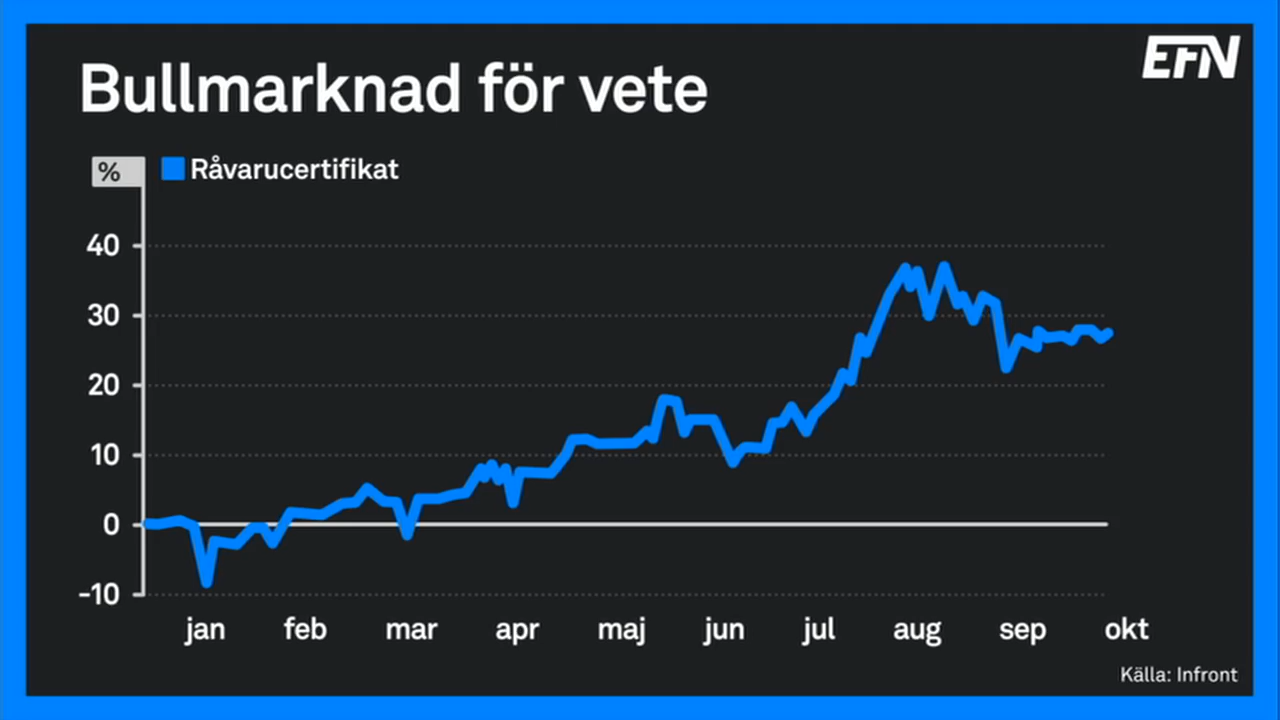 EFN
Bullmarknad för vete
% Råvarucertifikat
40
30
20
10
0
-10
jan feb mar apr maj jun jul aug sep okt
Källa: Infront